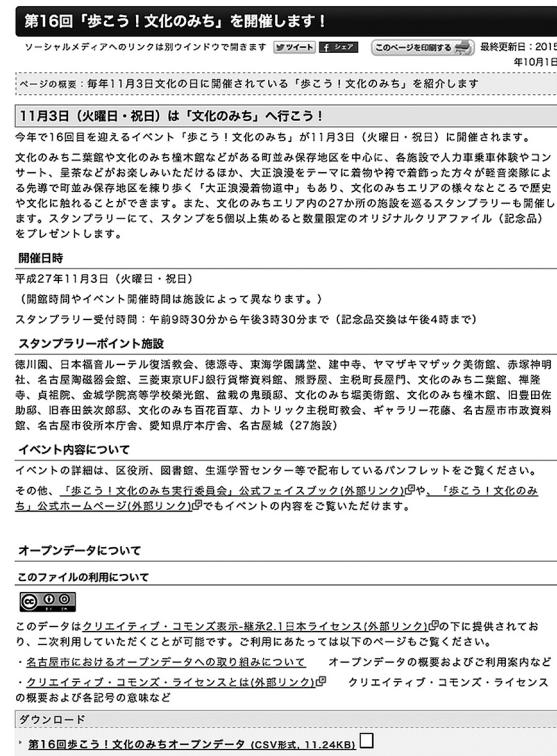 第16回「歩こう！文化のみち」を開催します！
ソーシャルメディアへのリンクは別ウインドウで開きます ツイート シェア このページを印刷する 最終更新日：2015
年10月1日
ページの概要：毎年11月3日文化の日に開催されている「歩こう！文化のみち」を紹介します
11月3日（火曜日・祝日）は「文化のみち」へ行こう！
今年で16回目を迎えるイベント「歩こう！文化のみち」が11月3日（火曜日・祝日）に開催されます。
文化のみち二葉館や文化のみち橦木館などがある町並み保存地区を中心に、各施設で人力車乗車体験やコン
サート、呈茶などがお楽しみいただけるほか、大正浪漫をテーマに着物や袴で着飾った方々が軽音楽隊によ
る先導で町並み保存地区を練り歩く「大正浪漫着物道中」もあり、文化のみちエリアの様々なところで歴史
や文化に触れることができます。また、文化のみちエリア内の27か所の施設を巡るスタンプラリーも開催し
ます。スタンプラリーにて、スタンプを5個以上集めると数量限定のオリジナルクリアファイル（記念品）
をプレゼントします。
開催日時
平成27年11月3日（火曜日・祝日）
（開館時間やイベント開催時間は施設によって異なります。）
スタンプラリー受付時間：午前9時30分から午後3時30分まで（記念品交換は午後4時まで）
スタンプラリーポイント施設
徳川園、日本福音ルーテル復活教会、徳源寺、東海学園講堂、建中寺、ヤマザキマザック美術館、赤塚神明
社、名古屋陶磁器会館、三菱東京UFJ銀行貨幣資料館、熊野屋、主税町長屋門、文化のみち二葉館、禅隆
寺、貞祖院、金城学院高等学校榮光館、盆栽の鬼頭邸、文化のみち堀美術館、文化のみち橦木館、旧豊田佐
助邸、旧春田鉄次郎邸、文化のみち百花百草、カトリック主税町教会、ギャラリー花藤、名古屋市市政資料
館、名古屋市役所本庁舎、愛知県庁本庁舎、名古屋城（27施設）
イベント内容について
イベントの詳細は、区役所、図書館、生涯学習センター等で配布しているパンフレットをご覧ください。
その他、「歩こう！文化のみち実行委員会」公式フェイスブック(外部リンク)や、「歩こう！文化のみ
ち」公式ホームページ(外部リンク)でもイベントの内容をご覧いただけます。
オープンデータについて
このファイルの利用について
cc BY SA
このデータはクリエイティブ・コモンズ表示-継承2.1日本ライセンス(外部リンク)の下に提供されてお
り、二次利用していただくことが可能です。ご利用にあたっては以下のページもご覧ください。
・名古屋市におけるオープンデータへの取り組みについて オープンデータの概要およびご利用案内など
・クリエイティブ・コモンズ・ライセンスとは(外部リンク) クリエイティブ・コモンズ・ライセンス
の概要および各記号の意味など
ダウンロード
第16回歩こう！文化のみちオープンデータ (CSV形式, 11.24KB)